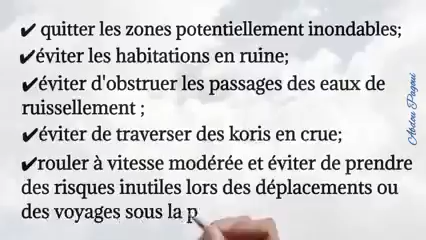 ✔ quitter les zones potentiellement inondables;
✔éviter les habitations en ruine;
✔éviter d'obstruer les passages des eaux de
ruissellement ;
✔éviter de traverser des koris en crue;
✔rouler à vitesse modérée et éviter de prendre
des risques inutiles lors des déplacements ou
des voyages sous la p
Abdou Pagoui